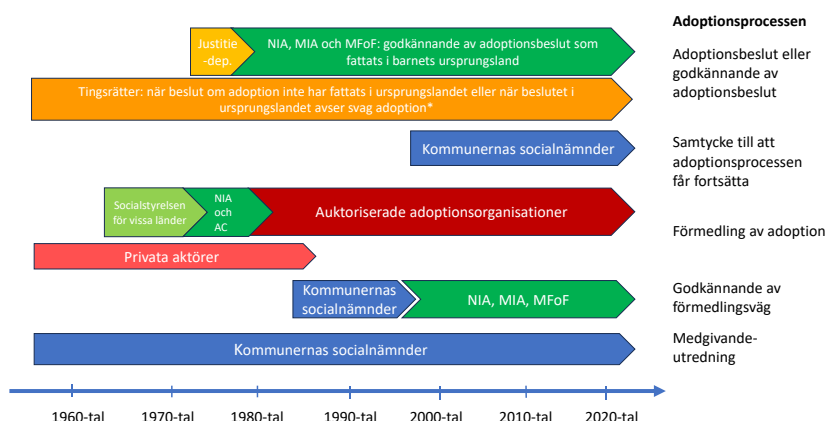 Adoptionsprocessen
Justitie
-dep.
NIA, MIA och MFoF: godkännande av adoptionsbeslut som
fattats i barnets ursprungsland
Adoptionsbeslut eller
godkännande av
adoptionsbeslut
Tingsrätter: när beslut om adoption inte har fattats i ursprungslandet eller när beslutet i
ursprungslandet avser svag adoption*
Kommunernas socialnämnder
Samtycke till att
adoptionsprocessen
får fortsätta
Socialstyrelsen
för vissa länder
NIA
och
AC
Auktoriserade adoptionsorganisationer
Förmedling av adoption
Privata aktörer
Kommunernas
socialnämnder
NIA, MIA, MFoF
Godkännande av
förmedlingsväg
Kommunernas socialnämnder
Medgivande-
utredning
1960-tal
1970-tal
1980-tal
1990-tal
2000-tal
2010-tal
2020-tal